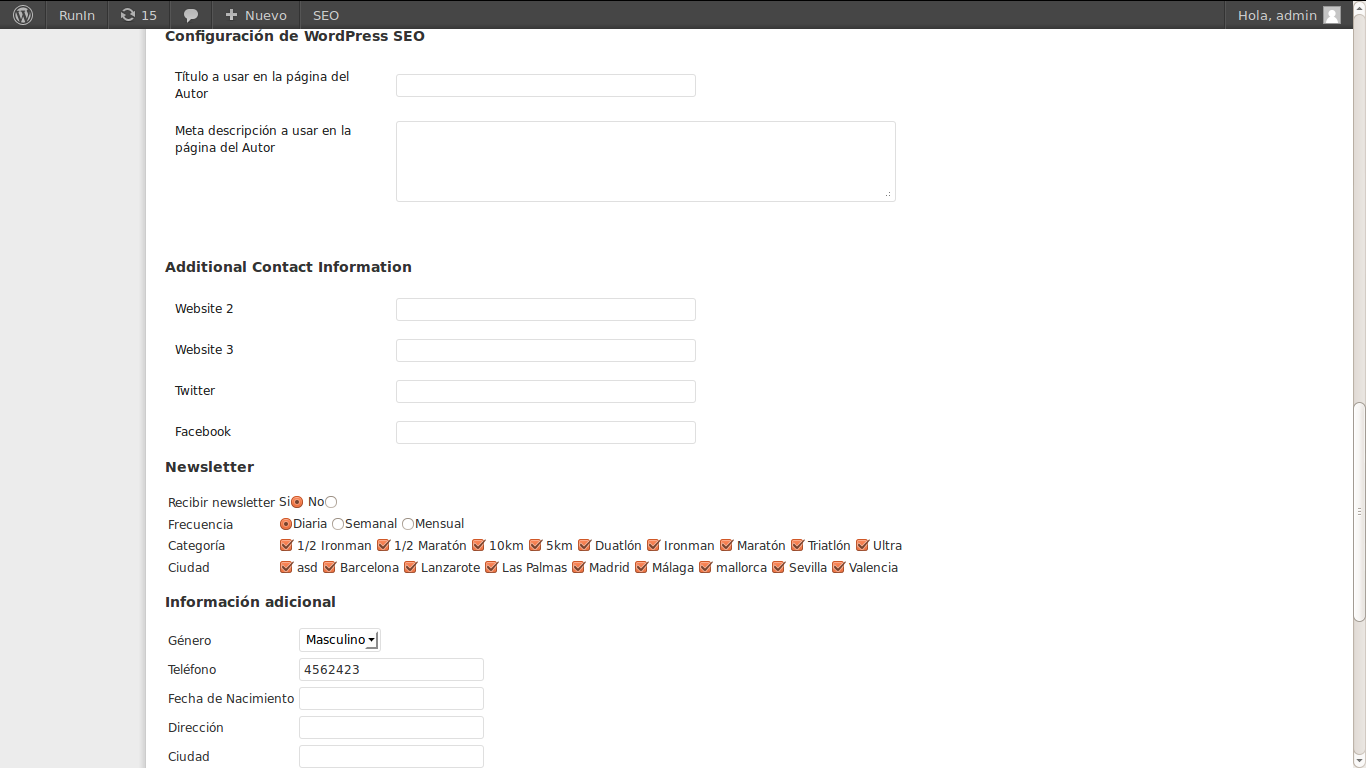 RunIn 15 Nuevo SEO Hola, admin
Configuración de WordPress SEO
Título a usar en la página del
Autor
Meta descripción a usar en la
página del Autor
Additional Contact Information
Website 2
Website 3
Twitter
Facebook
Newsletter
Recibir newsletter Si No
Frecuencia Diaria Semanal Mensual
Categoría 1/2 Ironman 1/2 Maratón 10km 5km Duatlón Ironman Maratón Triatlón Ultra
Ciudad asd Barcelona Lanzarote Las Palmas Madrid Málaga mallorca Sevilla Valencia
Información adicional
Género Masculino
Teléfono 4562423
Fecha de Nacimiento
Dirección
Ciudad